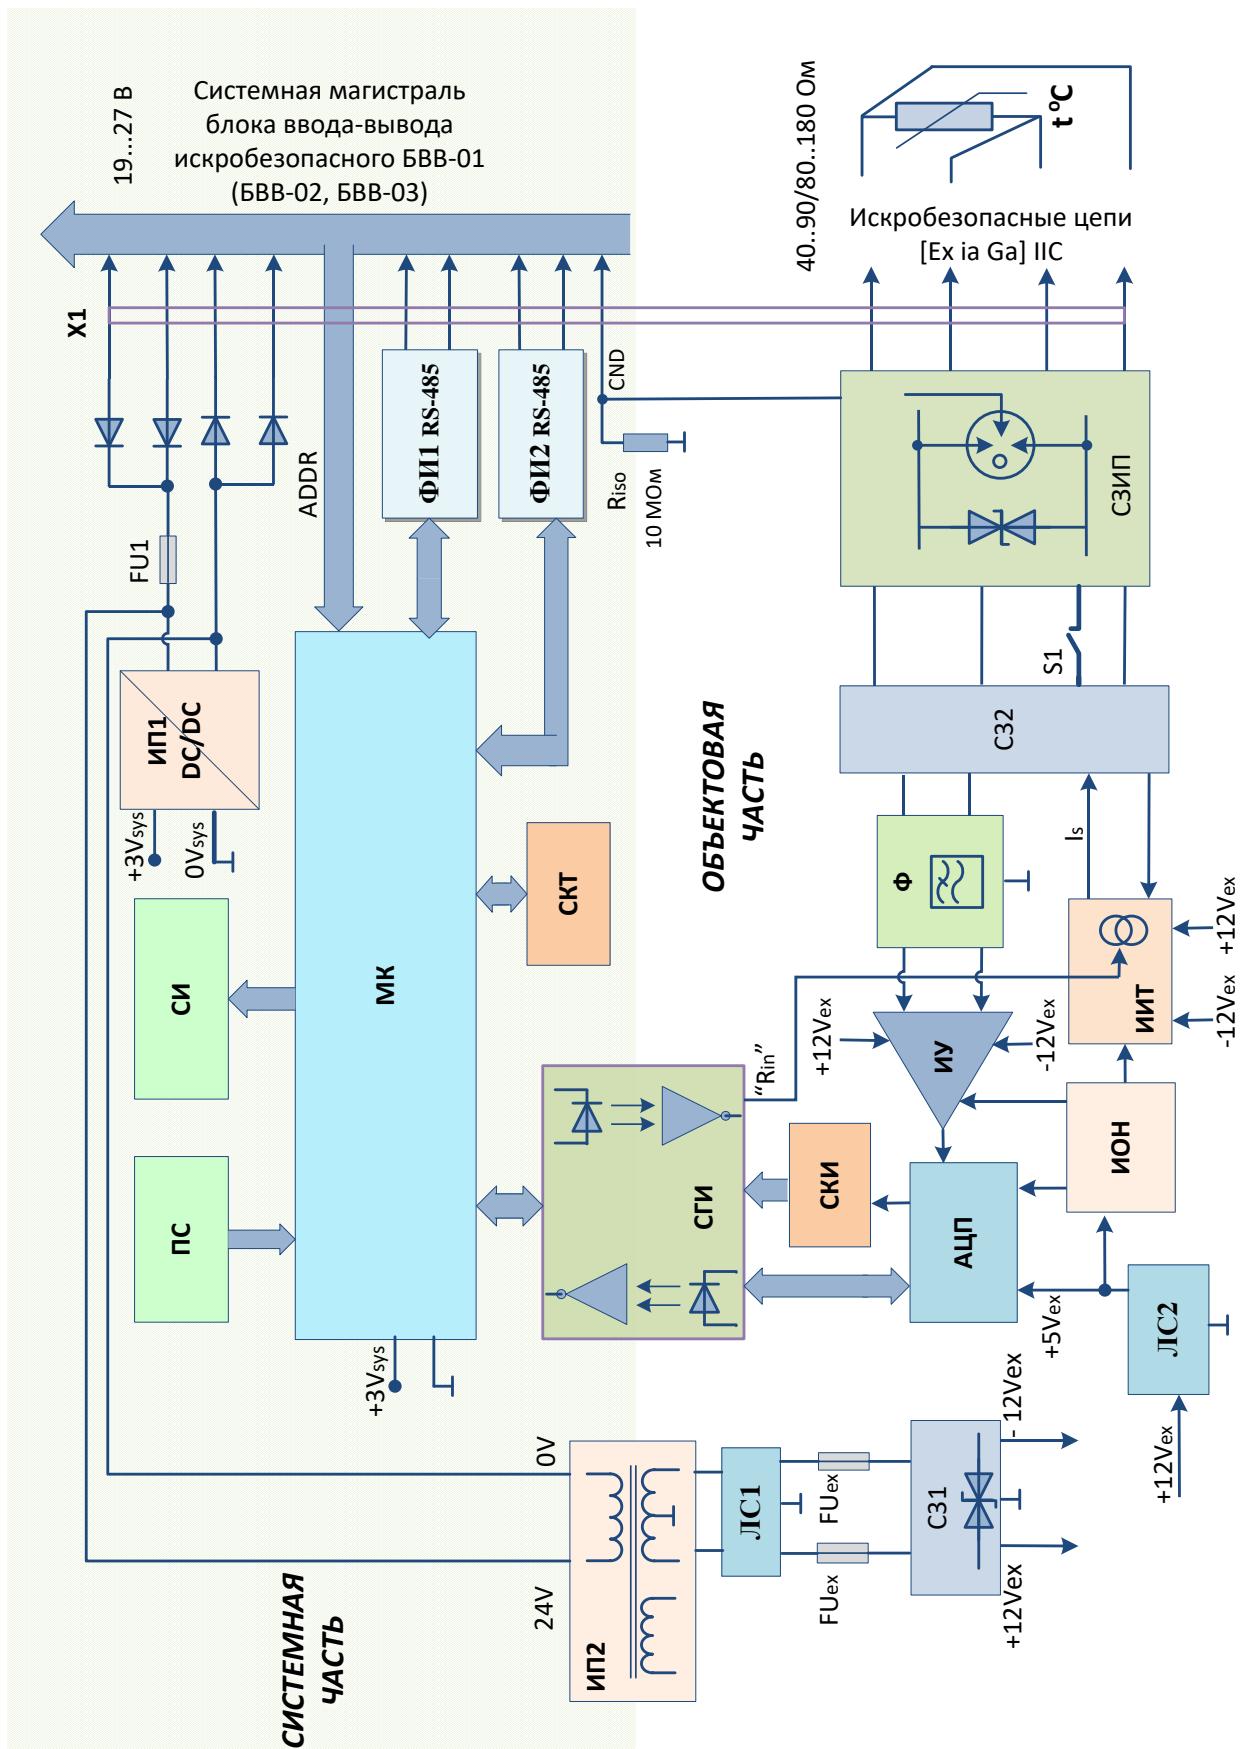 19...27 В
Системная магистраль
блока ввода-вывода
искробезопасного БВВ-01
(БВВ-02, БВВ-03)
X1
FU1
ADDR
ИП1
DC/DC
+3Vsys
0Vsys
ФИ1 RS-485
ФИ2 RS-485
CND
Riso
10 МОм
СИ
ПС
МК
СКТ
+3Vsys
СИСТЕМНАЯ
ЧАСТЬ
ОБЪЕКТОВАЯ
ЧАСТЬ
40..90/80..180 Ом
t ⁰C
Искробезопасные цепи
[Ex ia Ga] IIC
СЗИП
S1
СЗ2
Is
Ф
+12Vex
-12Vex
ИУ
ИИТ
+12Vex
-12Vex
"Rin"
СГИ
СКИ
АЦП
ИОН
+5Vex
ЛС2
+12Vex
0V
24V
ИП2
ЛС1
FUex
FUex
СЗ1
- 12Vex
+12Vex